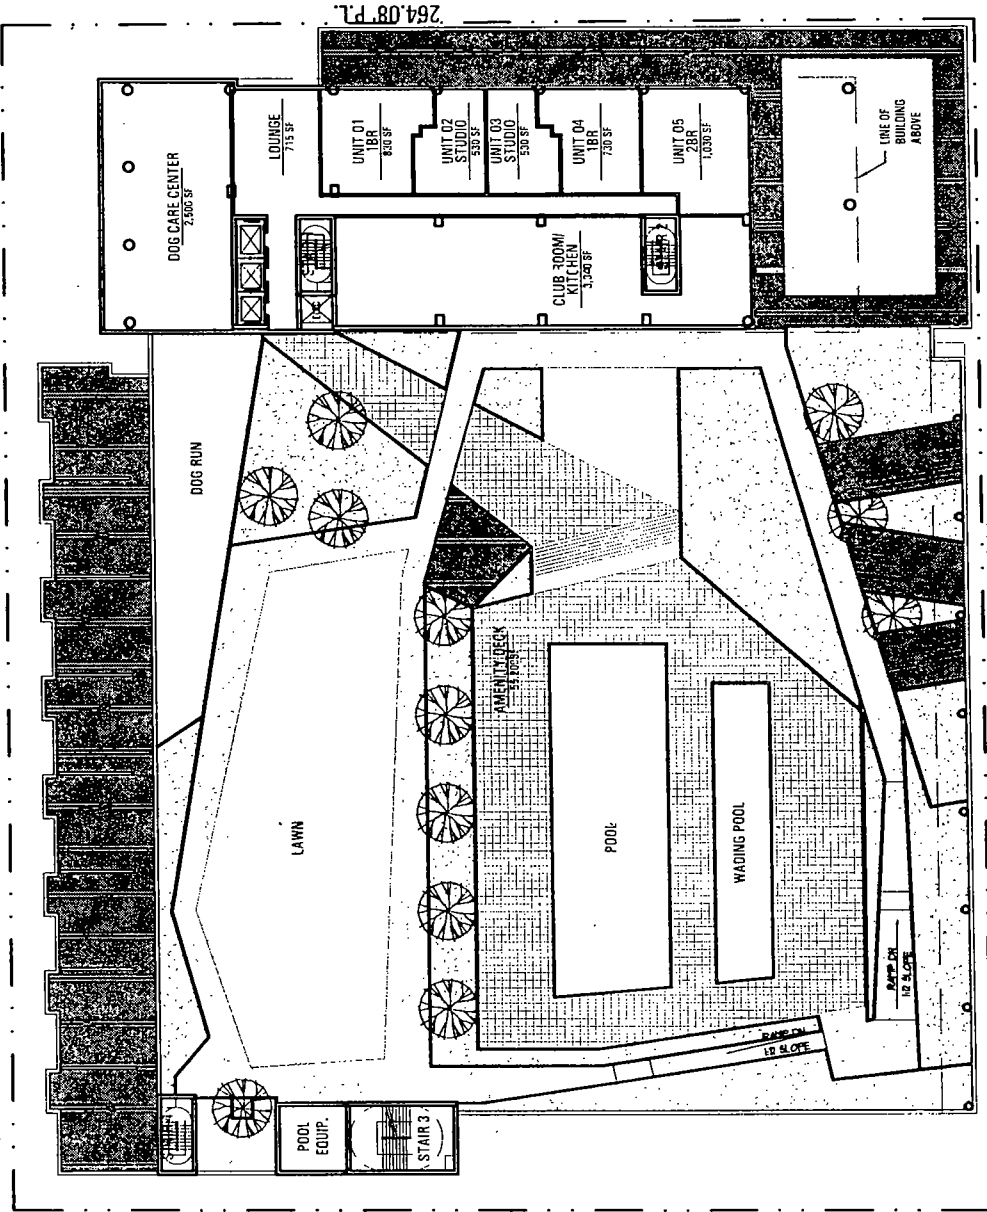 264.08' P.L.
DOG CARE CENTER
2,500 SF
LOUNGE
715 SF
UNIT 01
1BR
830 SF
UNIT 02
STUDIO
530 SF
UNIT 03
STUDIO
530 SF
UNIT 04
1BR
730 SF
UNIT 05
2BR
1,030 SF
LINE OF
BUILDING
ABOVE
CLUB ROOM/
KITCHEN
3,340 SF
DOG RUN
AMENITY DECK
LAWN
POOL
WADING POOL
RAMP DN
1:12 SLOPE
RAMP DN
1:12 SLOPE
POOL
EQUIP.
STAIR 3